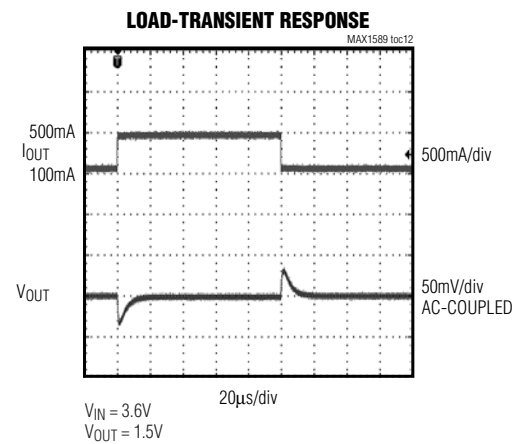 LOAD-TRANSIENT RESPONSE
MAX1589 toc12
500mA
IOUT
100mA
500mA/div
VOUT
50mV/div
AC-COUPLED
20µs/div
VIN = 3.6V
VOUT = 1.5V